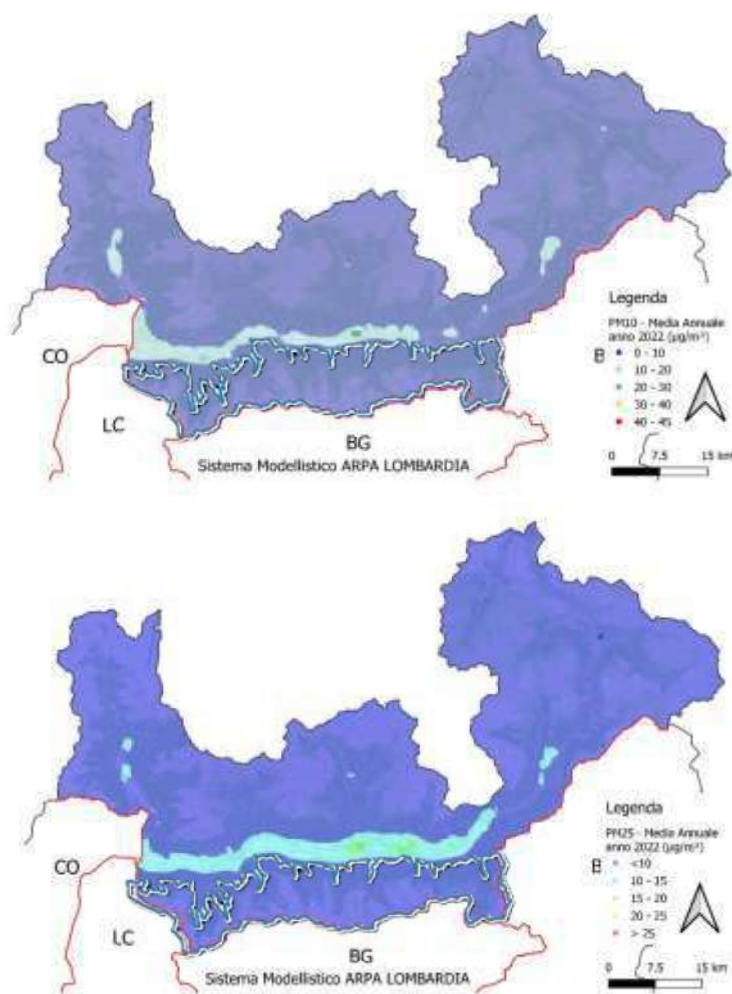 CO
LC
BG
Sistema Modellistico ARPA LOMBARDIA
B
Legenda
PM10 - Media Annuale
anno 2022 (µg/m³)
0 - 10
10 - 20
20 - 30
30 - 40
40 - 45
0 7.5 15 km
CO
LC
BG
Sistema Modellistico ARPA LOMBARDIA
B
Legenda
PM25 - Media Annuale
anno 2022 (µg/m³)
<10
10 - 15
15 - 20
20 - 25
> 25
0 7.5 15 km